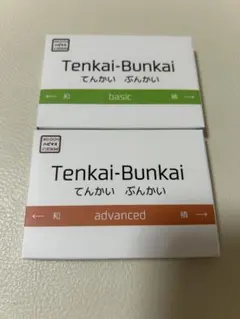 Tenkai-Bunkai
てんかい ぶんかい
← 和 basic 積 →
Tenkai-Bunkai
てんかい ぶんかい
← 和 advanced 積 →